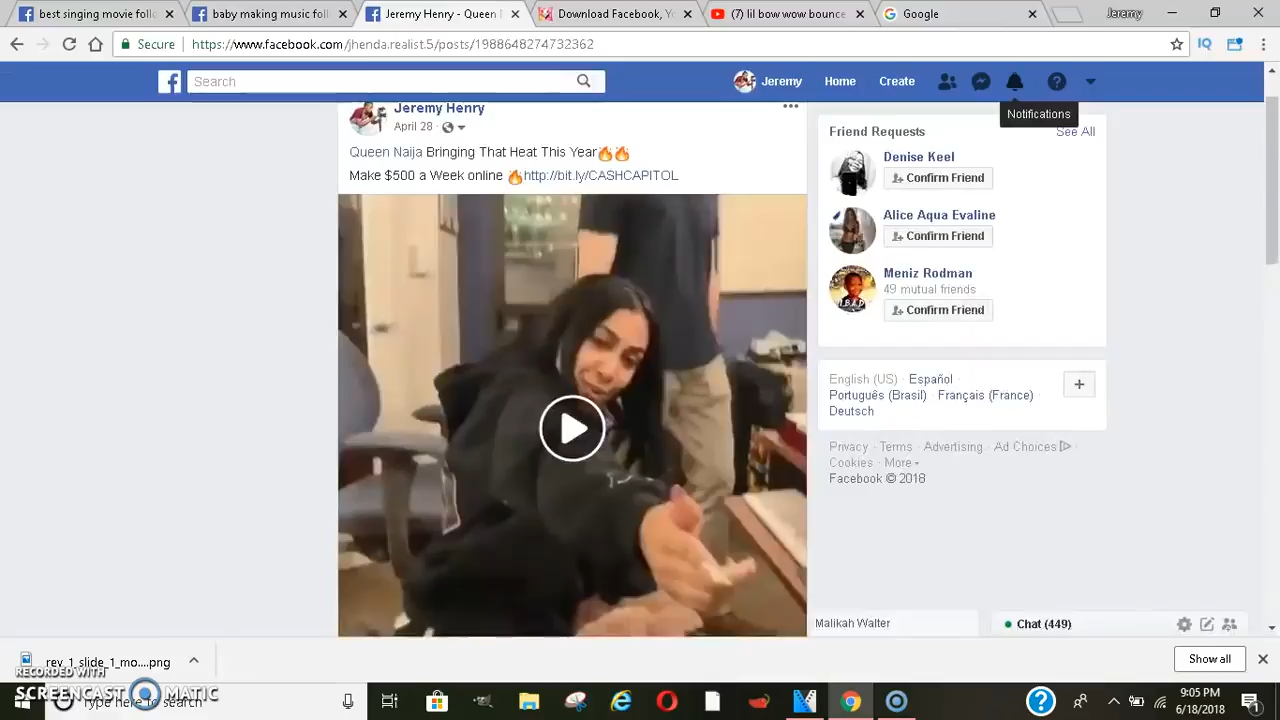 best singing movie follo
baby making music foll
Jeremy Henry - Queen
Download Facebook, Yo
(7) lil bow wow bounce
Google
Jeremy
Secure
https://www.facebook.com/jhenda.realist.5/posts/1988648274732362
Search
Jeremy
Home
Create
Notifications
Jeremy Henry
April 28
Queen Naija Bringing That Heat This Year🔥🔥
Make $500 a Week online 🔥http://bit.ly/CASHCAPITOL
Friend Requests
See All
Denise Keel
Confirm Friend
Alice Aqua Evaline
Confirm Friend
Meniz Rodman
49 mutual friends
Confirm Friend
English (US) · Español ·
Português (Brasil) · Français (France) ·
Deutsch
Privacy · Terms · Advertising · Ad Choices
Cookies · More
Facebook © 2018
Malikah Walter
Chat (449)
rev_1_slide_1_mo....png
Show all
RECORDED WITH
SCREENCAST MATIC
Type here to search
9:05 PM
6/18/2018